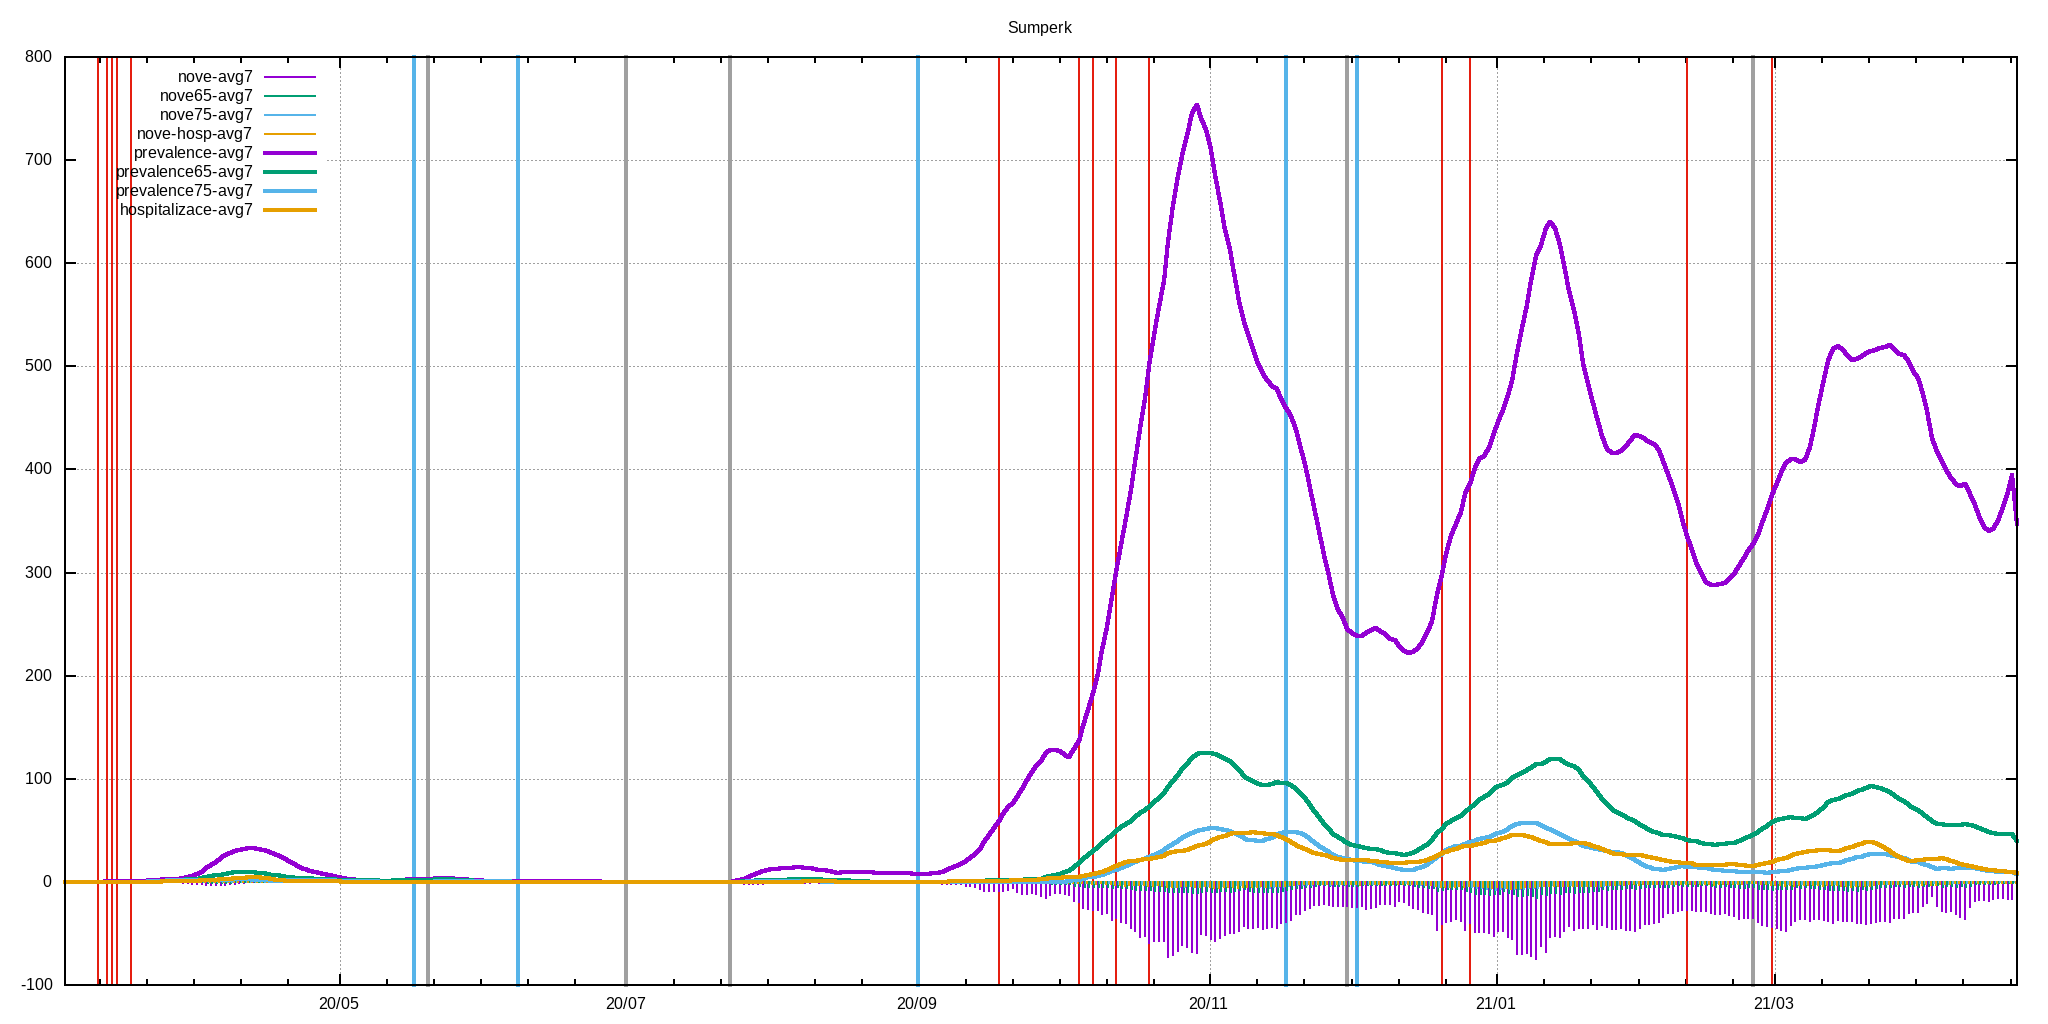 Sumperk
800
700
600
500
400
300
200
100
0
-100
nove-avg7
nove65-avg7
nove75-avg7
nove-hosp-avg7
prevalence-avg7
prevalence65-avg7
prevalence75-avg7
hospitalizace-avg7
20/05 20/07 20/09 20/11 21/01 21/03